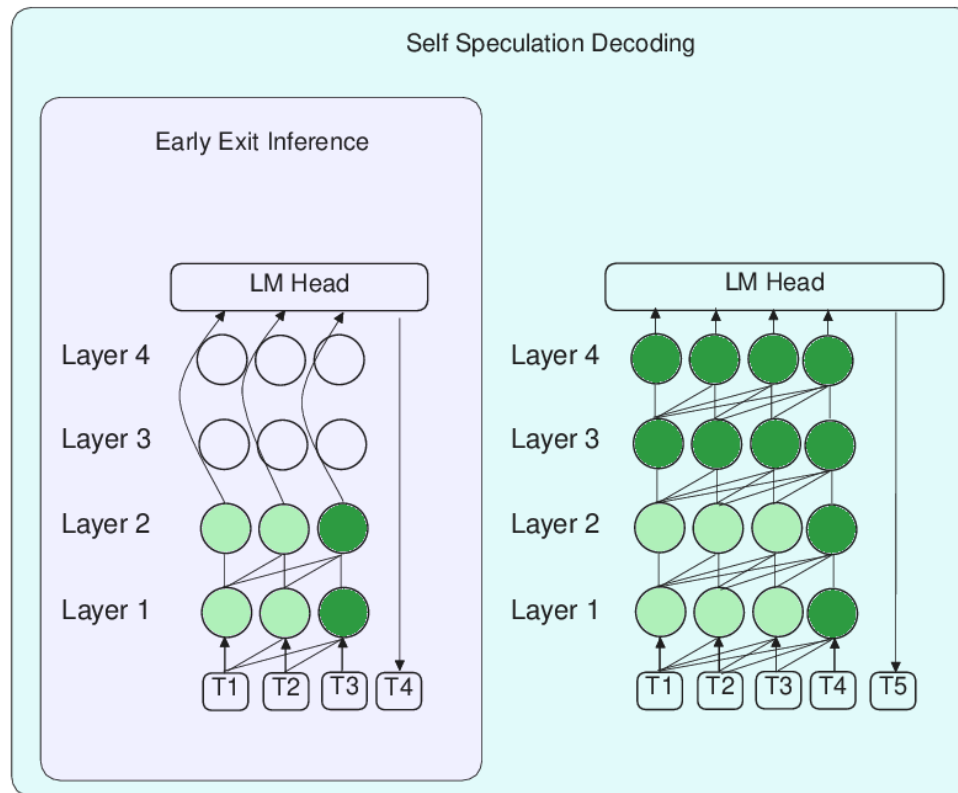 Self Speculation Decoding
Early Exit Inference
LM Head
Layer 4
Layer 3
Layer 2
Layer 1
T1 T2 T3 T4
LM Head
Layer 4
Layer 3
Layer 2
Layer 1
T1 T2 T3 T4 T5